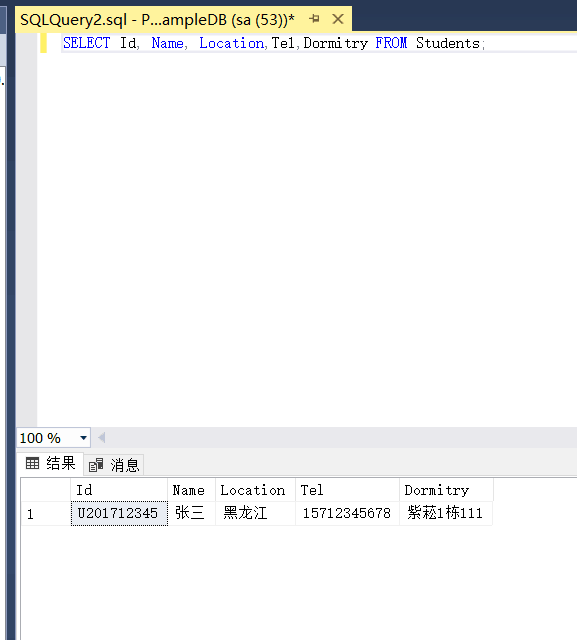 SQLQuery2.sql - P...ampleDB (sa (53))*
SELECT Id, Name, Location,Tel,Dormitry FROM Students;
100 %
结果 消息
Id Name Location Tel Dormitry
1 U201712345 张三 黑龙江 15712345678 紫菘1栋111